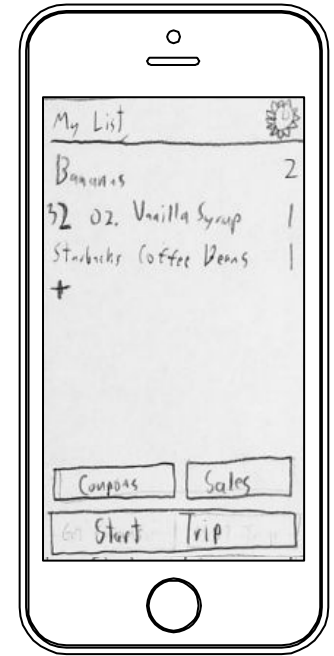 My List
Bananas 2
32 oz. Vanilla Syrup 1
Starbucks Coffee Beans 1
+
Coupons Sales
Start Trip